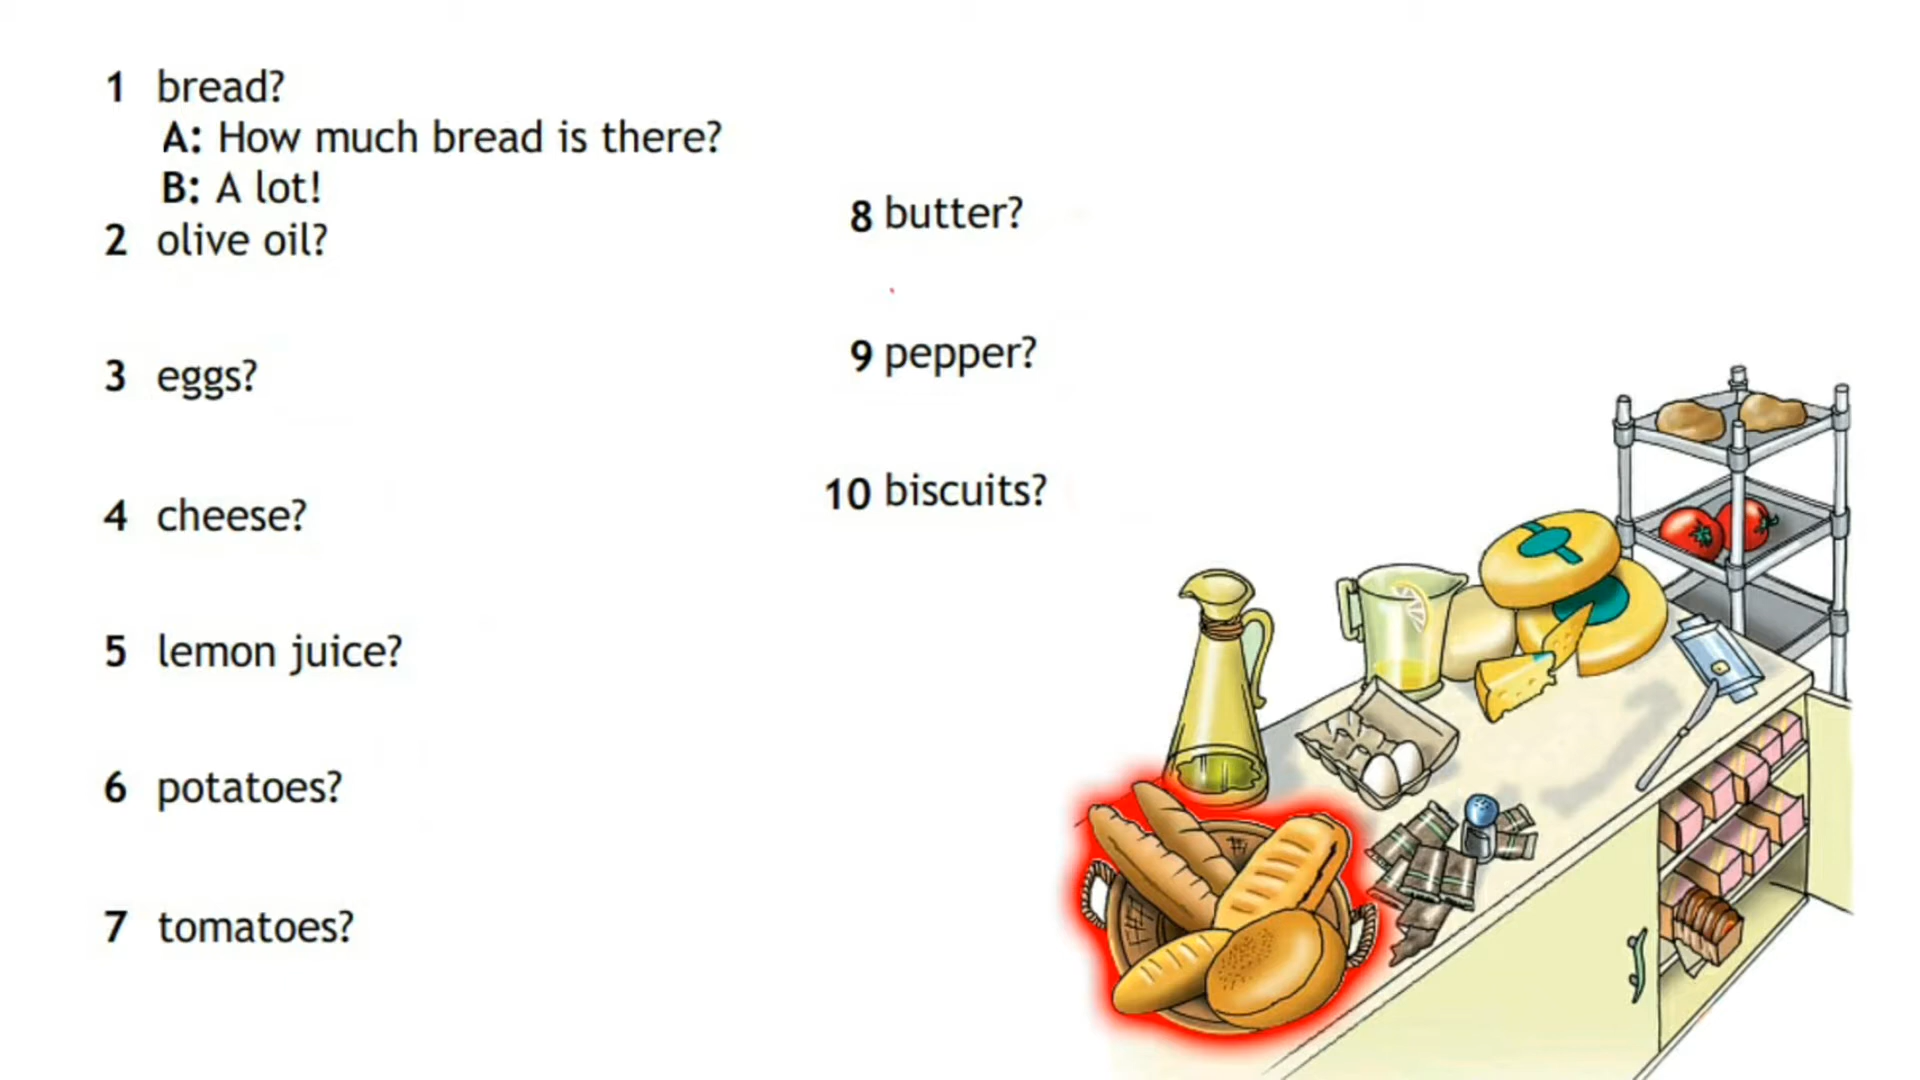 1 bread?
A: How much bread is there?
B: A lot!
2 olive oil?
3 eggs?
4 cheese?
5 lemon juice?
6 potatoes?
7 tomatoes?
8 butter?
9 pepper?
10 biscuits?